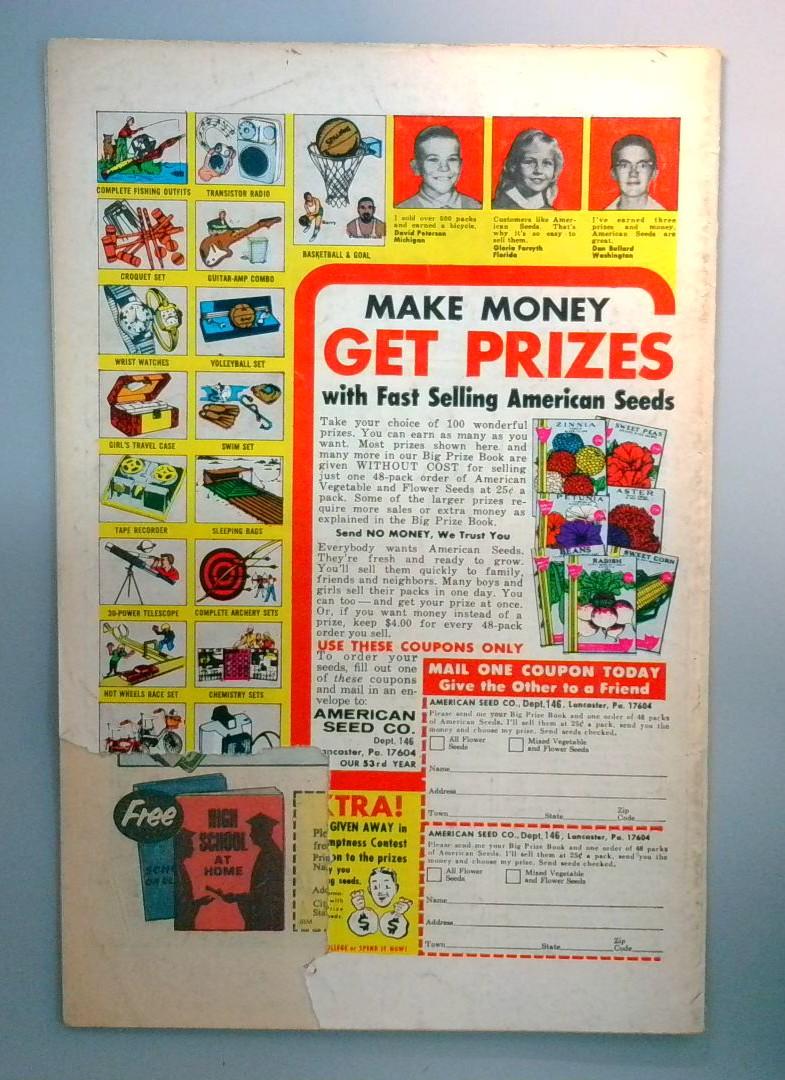 COMPLETE FISHING OUTFITS
TRANSISTOR RADIO
CROQUET SET
GUITAR-AMP COMBO
BASKETBALL & GOAL
WRIST WATCHES
VOLLEYBALL SET
GIRL'S TRAVEL CASE
SWIM SET
TAPE RECORDER
SLEEPING BAGS
30-POWER TELESCOPE
COMPLETE ARCHERY SETS
HOT WHEELS RACE SET
CHEMISTRY SETS
I sold over 500 packs
and earned a bicycle.
David Peterson
Michigan
Customers like Amer-
ican Seeds. That's
why it's so easy to
sell them.
Gloria Forsyth
Florida
I've earned three
prizes and money.
American Seeds are
great.
Dan Bullard
Washington
MAKE MONEY
GET PRIZES
with Fast Selling American Seeds
Take your choice of 100 wonderful
prizes. You can earn as many as you
want. Most prizes shown here and
many more in our Big Prize Book are
given WITHOUT COST for selling
just one 48-pack order of American
Vegetable and Flower Seeds at 25¢ a
pack. Some of the larger prizes re-
quire more sales or extra money as
explained in the Big Prize Book.
Send NO MONEY, We Trust You
Everybody wants American Seeds.
They're fresh and ready to grow.
You'll sell them quickly to family,
friends and neighbors. Many boys and
girls sell their packs in one day. You
can too — and get your prize at once.
Or, if you want money instead of a
prize, keep $4.00 for every 48-pack
order you sell.
ZINNIA
SWEET PEAS
PETUNIA
ASTER
BEANS
RADISH
SWEET CORN
USE THESE COUPONS ONLY
To order your
seeds, fill out one
of these coupons
and mail in an en-
velope to:
AMERICAN
SEED CO.
Dept. 146
ncaster, Pa. 17604
OUR 53rd YEAR
MAIL ONE COUPON TODAY
Give the Other to a Friend
AMERICAN SEED CO., Dept. 146, Lancaster, Pa. 17604
Please send me your Big Prize Book and one order of 48 packs
of American Seeds. I'll sell them at 25¢ a pack, send you the
money and choose my prize. Send seeds checked.
All Flower
Seeds
Mixed Vegetable
and Flower Seeds
Name
Address
Town State Zip
Code
AMERICAN SEED CO., Dept. 146, Lancaster, Pa. 17604
Please send me your Big Prize Book and one order of 48 packs
of American Seeds. I'll sell them at 25¢ a pack, send you the
money and choose my prize. Send seeds checked.
All Flower
Seeds
Mixed Vegetable
and Flower Seeds
Name
Address
Town State Zip
Code
Free
HIGH
SCHOOL
AT
HOME
XTRA!
GIVEN AWAY in
mptness Contest
on to the prizes
y you
g seeds.
LLEGE or SPEND IT NOW!